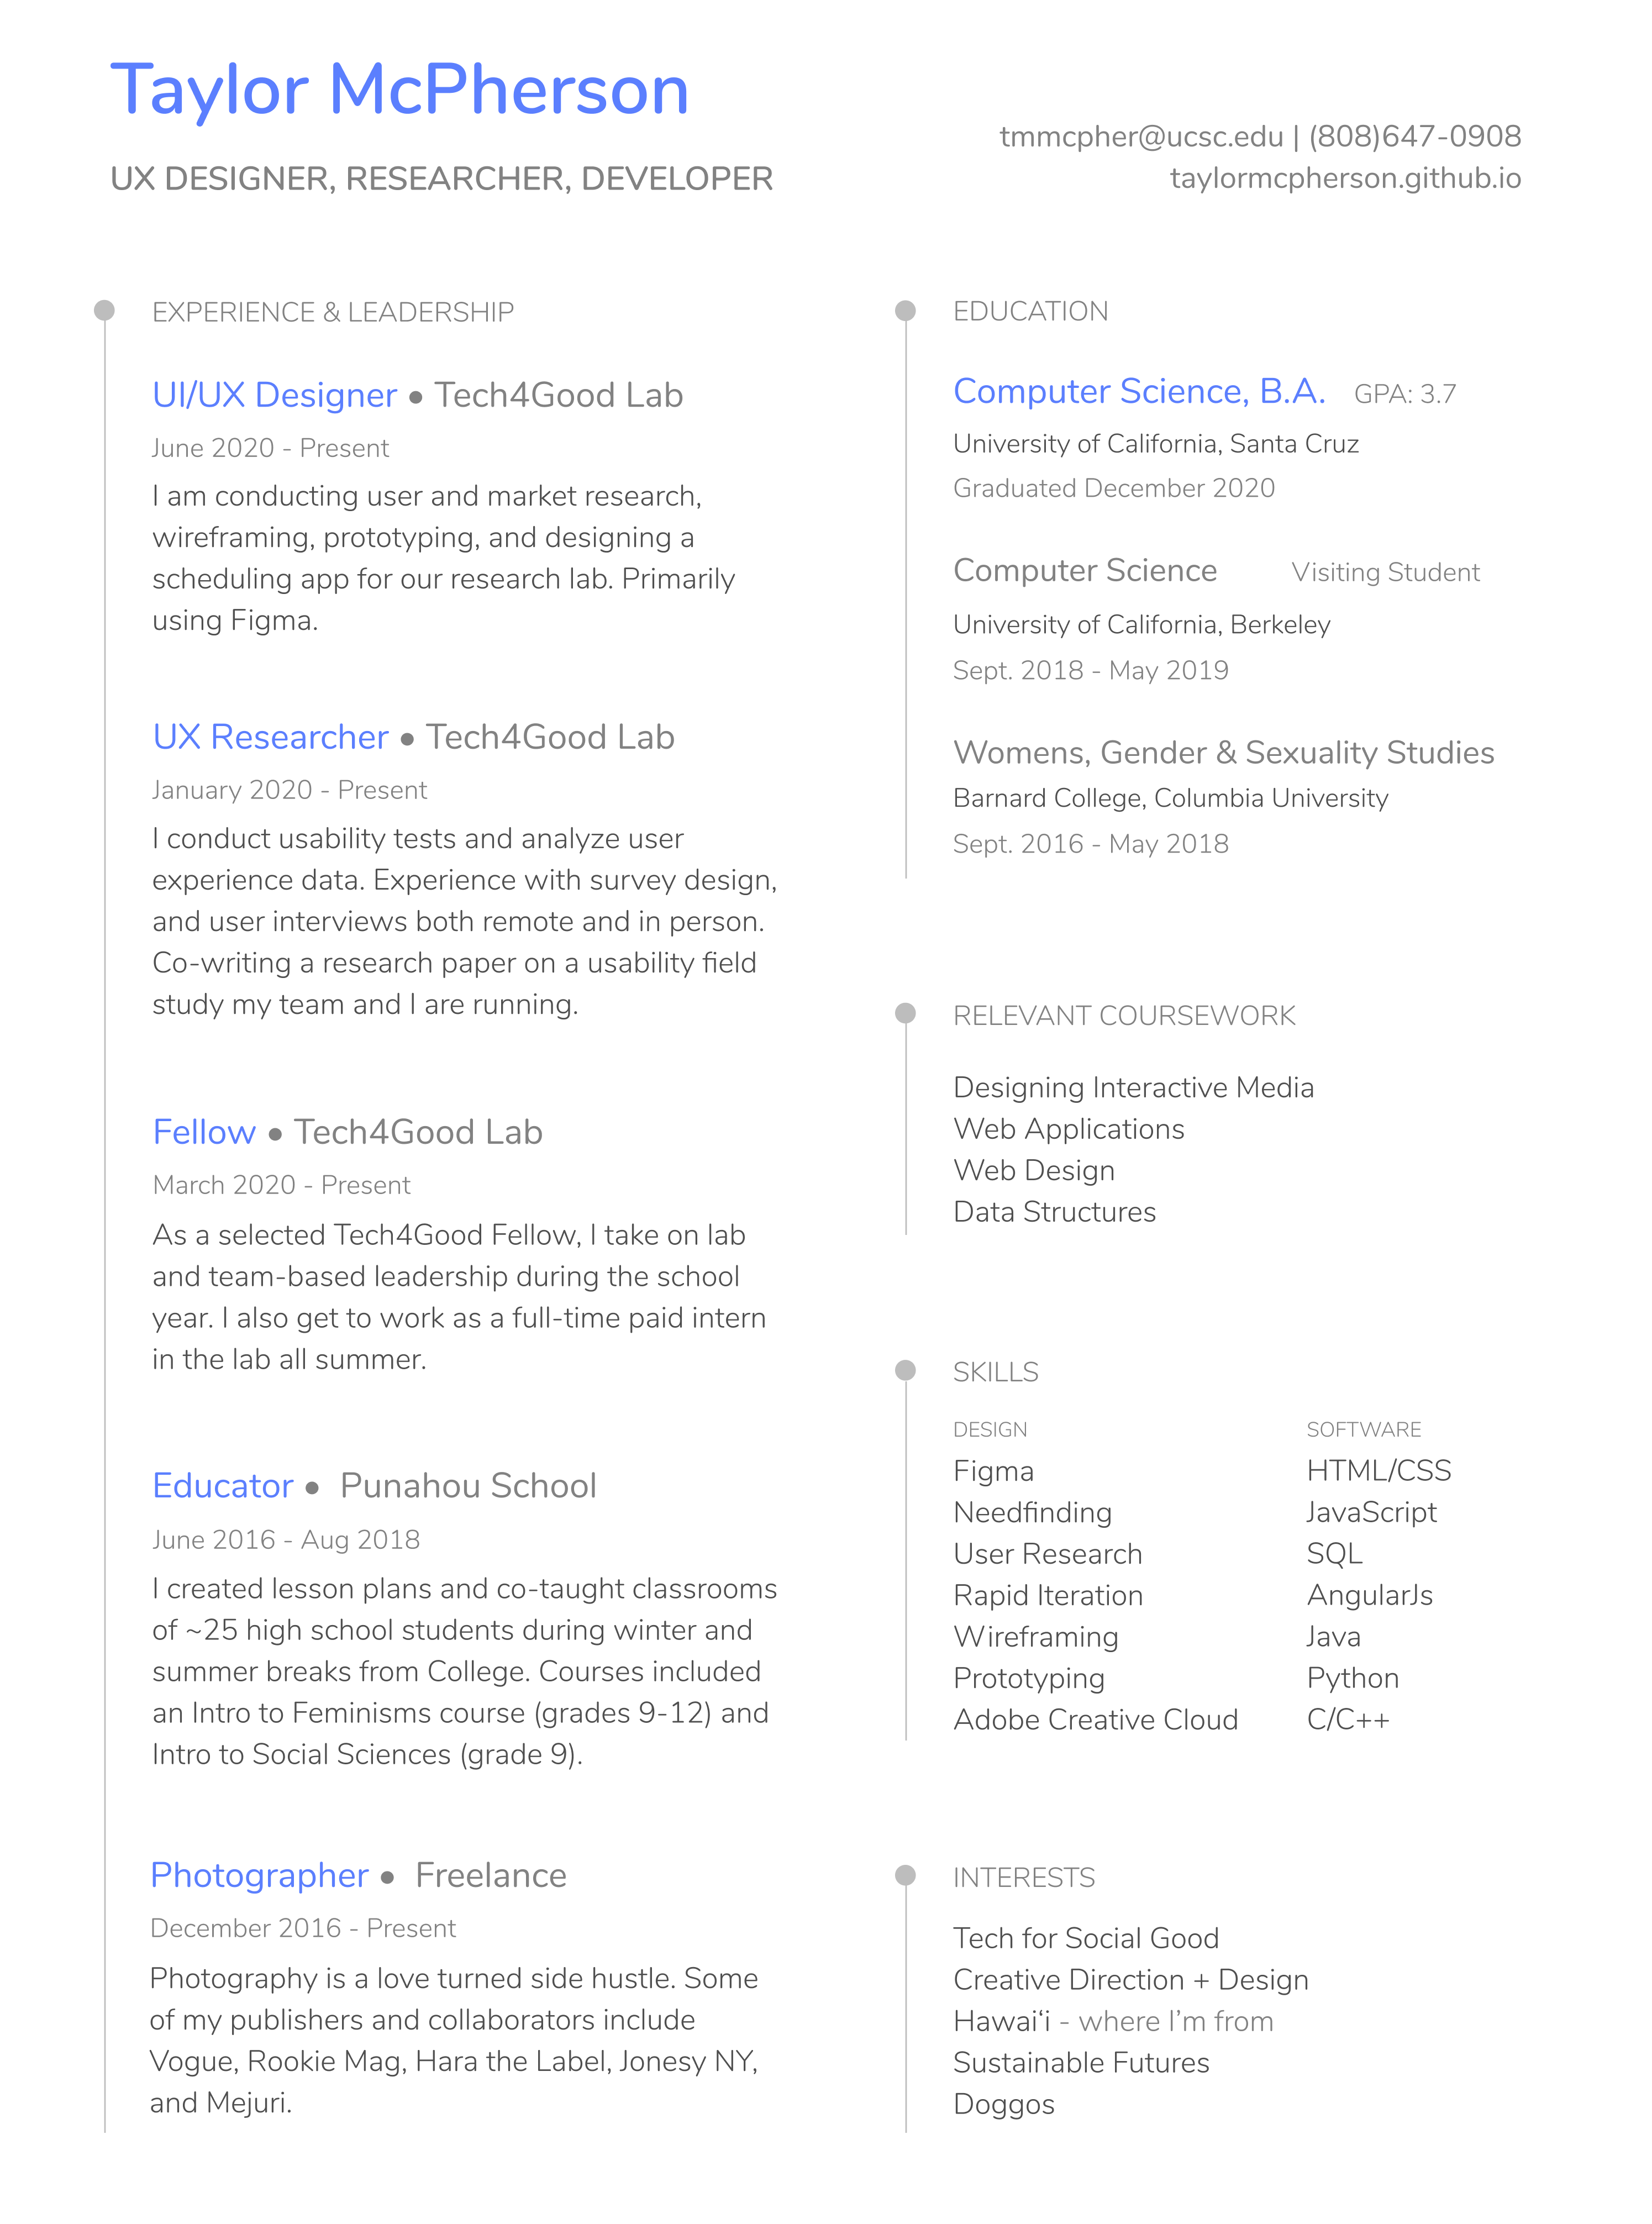 Taylor McPherson
UX DESIGNER, RESEARCHER, DEVELOPER
tmmcpher@ucsc.edu | (808)647-0908
taylormcpherson.github.io
EXPERIENCE & LEADERSHIP
UI/UX Designer • Tech4Good Lab
June 2020 - Present
I am conducting user and market research,
wireframing, prototyping, and designing a
scheduling app for our research lab. Primarily
using Figma.
UX Researcher • Tech4Good Lab
January 2020 - Present
I conduct usability tests and analyze user
experience data. Experience with survey design,
and user interviews both remote and in person.
Co-writing a research paper on a usability field
study my team and I are running.
Fellow • Tech4Good Lab
March 2020 - Present
As a selected Tech4Good Fellow, I take on lab
and team-based leadership during the school
year. I also get to work as a full-time paid intern
in the lab all summer.
Educator • Punahou School
June 2016 - Aug 2018
I created lesson plans and co-taught classrooms
of ~25 high school students during winter and
summer breaks from College. Courses included
an Intro to Feminisms course (grades 9-12) and
Intro to Social Sciences (grade 9).
Photographer • Freelance
December 2016 - Present
Photography is a love turned side hustle. Some
of my publishers and collaborators include
Vogue, Rookie Mag, Hara the Label, Jonesy NY,
and Mejuri.
EDUCATION
Computer Science, B.A. GPA: 3.7
University of California, Santa Cruz
Graduated December 2020
Computer Science Visiting Student
University of California, Berkeley
Sept. 2018 - May 2019
Womens, Gender & Sexuality Studies
Barnard College, Columbia University
Sept. 2016 - May 2018
RELEVANT COURSEWORK
Designing Interactive Media
Web Applications
Web Design
Data Structures
SKILLS
DESIGN
Figma
Needfinding
User Research
Rapid Iteration
Wireframing
Prototyping
Adobe Creative Cloud
SOFTWARE
HTML/CSS
JavaScript
SQL
AngularJs
Java
Python
C/C++
INTERESTS
Tech for Social Good
Creative Direction + Design
Hawai‘i - where I’m from
Sustainable Futures
Doggos